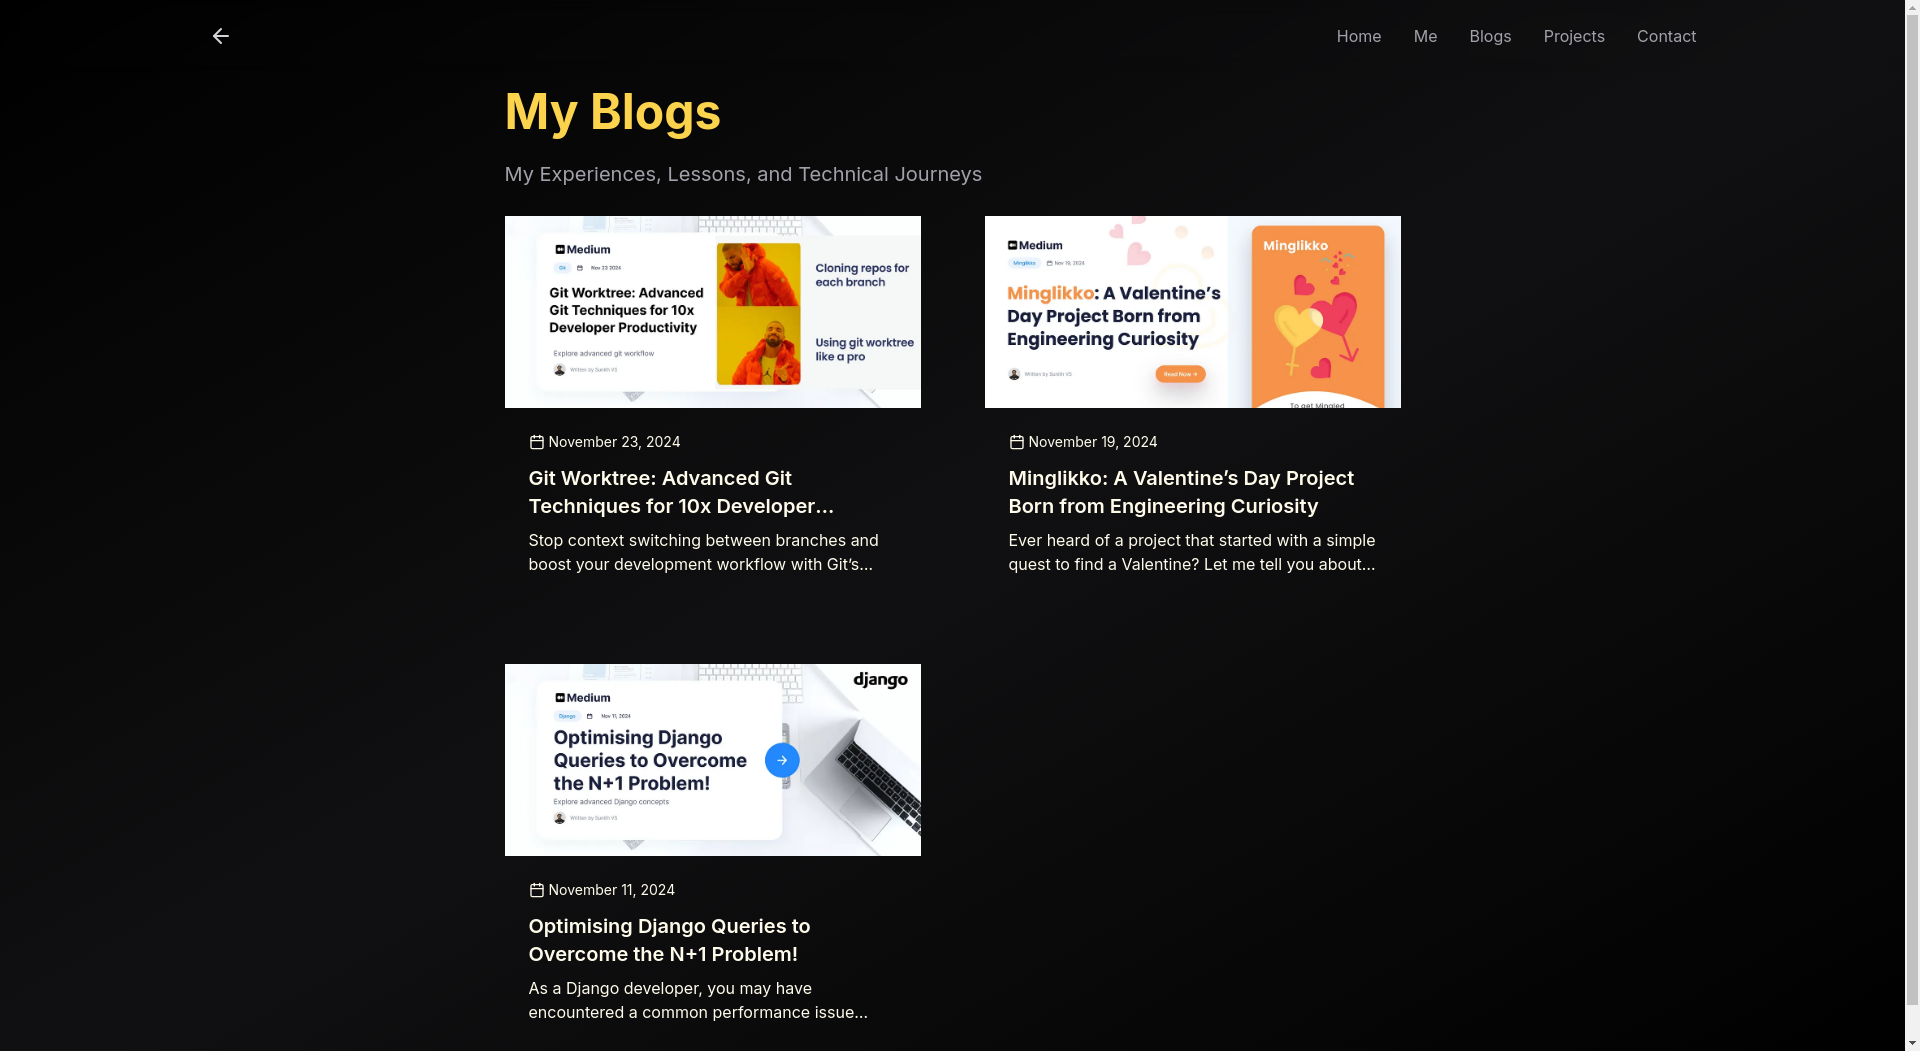 Home Me Blogs Projects Contact
My Blogs
My Experiences, Lessons, and Technical Journeys
Medium
Git Nov 23 2024
Git Worktree: Advanced
Git Techniques for 10x
Developer Productivity
Explore advanced git workflow
Written by Sunith VS
Cloning repos for
each branch
Using git worktree
like a pro
November 23, 2024
Git Worktree: Advanced Git
Techniques for 10x Developer...
Stop context switching between branches and
boost your development workflow with Git’s...
Medium
Minglikko Nov 19, 2024
Minglikko: A Valentine’s
Day Project Born from
Engineering Curiosity
Written by Sunith VS
Read Now →
Minglikko
To get Mingled
November 19, 2024
Minglikko: A Valentine’s Day Project
Born from Engineering Curiosity
Ever heard of a project that started with a simple
quest to find a Valentine? Let me tell you about...
Medium
Django Nov 11, 2024
Optimising Django
Queries to Overcome
the N+1 Problem!
Explore advanced Django concepts
Written by Sunith VS
django
November 11, 2024
Optimising Django Queries to
Overcome the N+1 Problem!
As a Django developer, you may have
encountered a common performance issue...